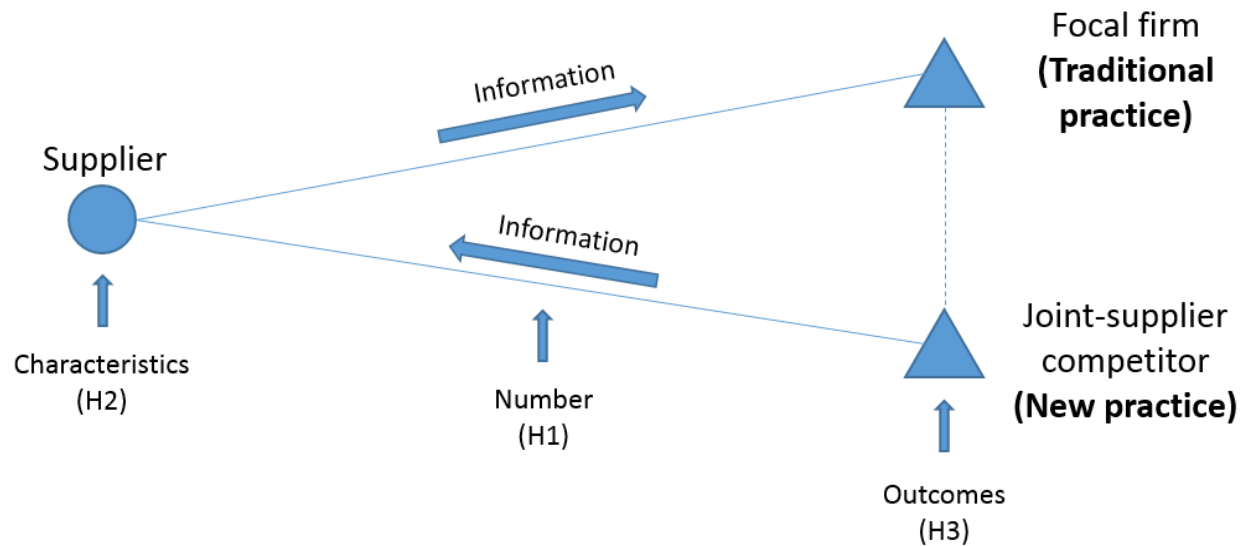 Focal firm
(Traditional
practice)
Information
Supplier
Information
Joint-supplier
competitor
(New practice)
Characteristics
(H2)
Number
(H1)
Outcomes
(H3)